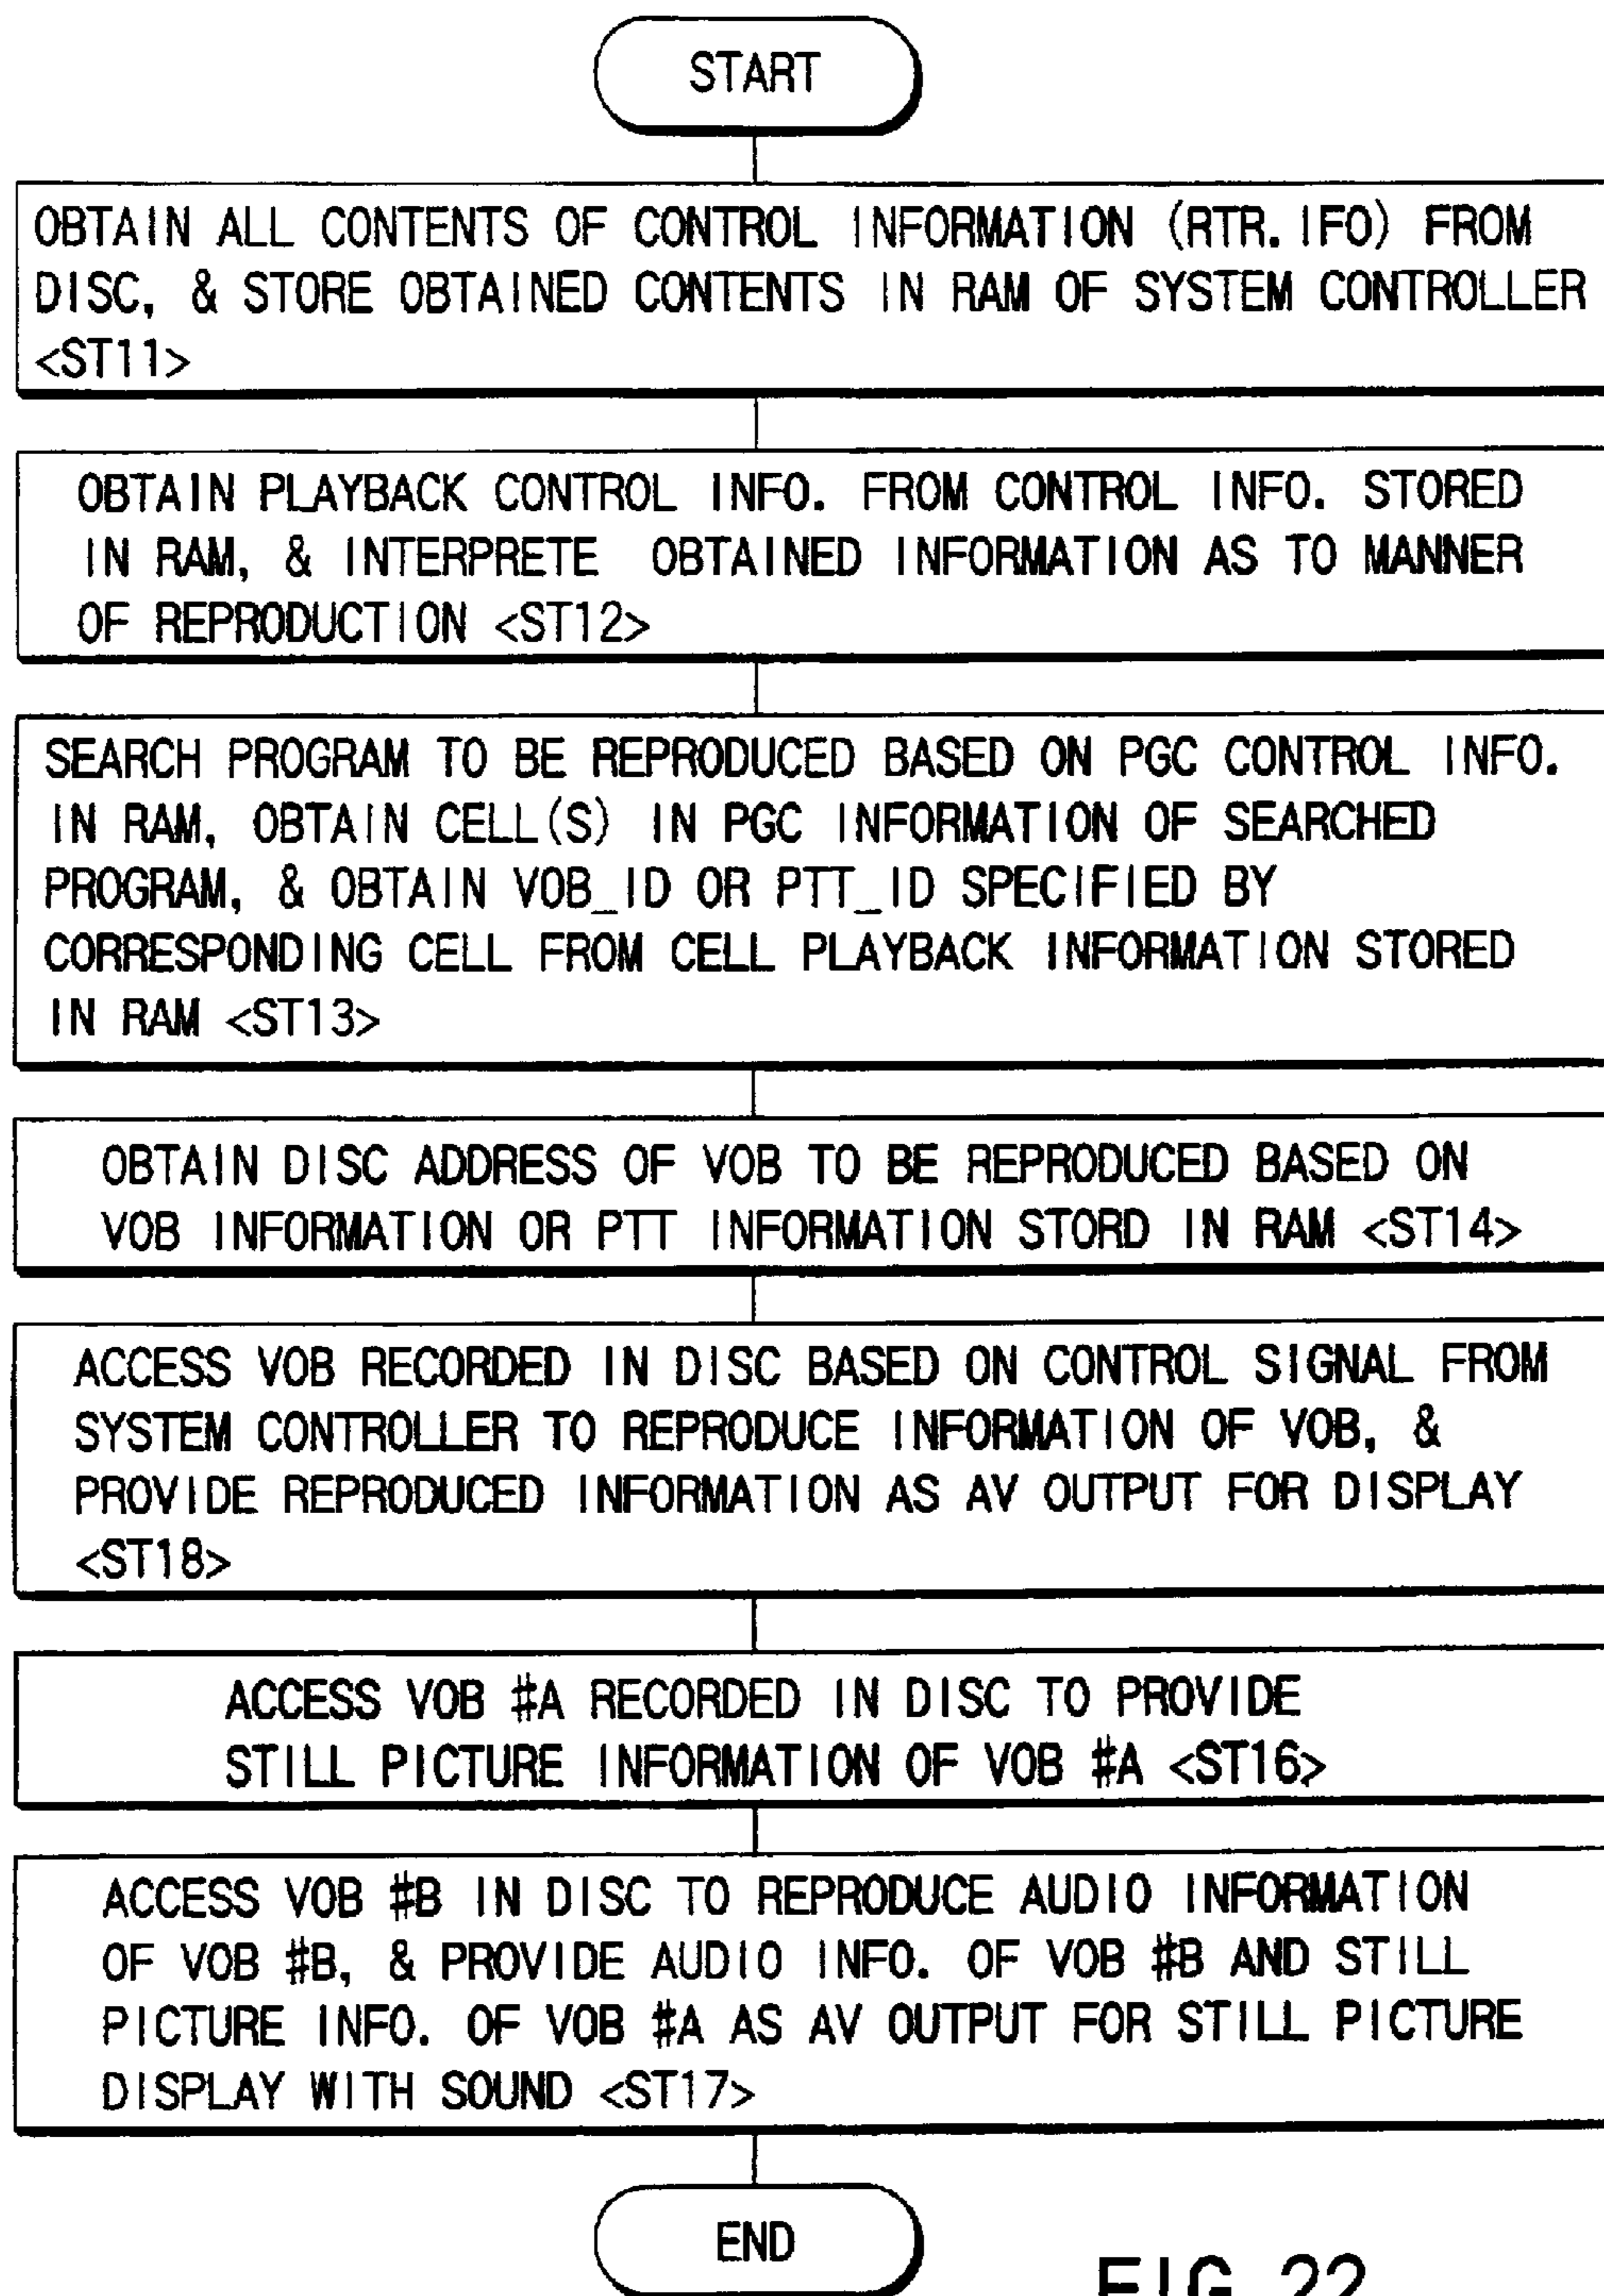 START
OBTAIN ALL CONTENTS OF CONTROL INFORMATION (RTR.IFO) FROM
DISC, & STORE OBTAINED CONTENTS IN RAM OF SYSTEM CONTROLLER
<ST11>
OBTAIN PLAYBACK CONTROL INFO. FROM CONTROL INFO. STORED
IN RAM, & INTERPRETE OBTAINED INFORMATION AS TO MANNER
OF REPRODUCTION <ST12>
SEARCH PROGRAM TO BE REPRODUCED BASED ON PGC CONTROL INFO.
IN RAM, OBTAIN CELL(S) IN PGC INFORMATION OF SEARCHED
PROGRAM, & OBTAIN VOB_ID OR PTT_ID SPECIFIED BY
CORRESPONDING CELL FROM CELL PLAYBACK INFORMATION STORED
IN RAM <ST13>
OBTAIN DISC ADDRESS OF VOB TO BE REPRODUCED BASED ON
VOB INFORMATION OR PTT INFORMATION STORD IN RAM <ST14>
ACCESS VOB RECORDED IN DISC BASED ON CONTROL SIGNAL FROM
SYSTEM CONTROLLER TO REPRODUCE INFORMATION OF VOB, &
PROVIDE REPRODUCED INFORMATION AS AV OUTPUT FOR DISPLAY
<ST18>
ACCESS VOB #A RECORDED IN DISC TO PROVIDE
STILL PICTURE INFORMATION OF VOB #A <ST16>
ACCESS VOB #B IN DISC TO REPRODUCE AUDIO INFORMATION
OF VOB #B, & PROVIDE AUDIO INFO. OF VOB #B AND STILL
PICTURE INFO. OF VOB #A AS AV OUTPUT FOR STILL PICTURE
DISPLAY WITH SOUND <ST17>
END
FIG. 22